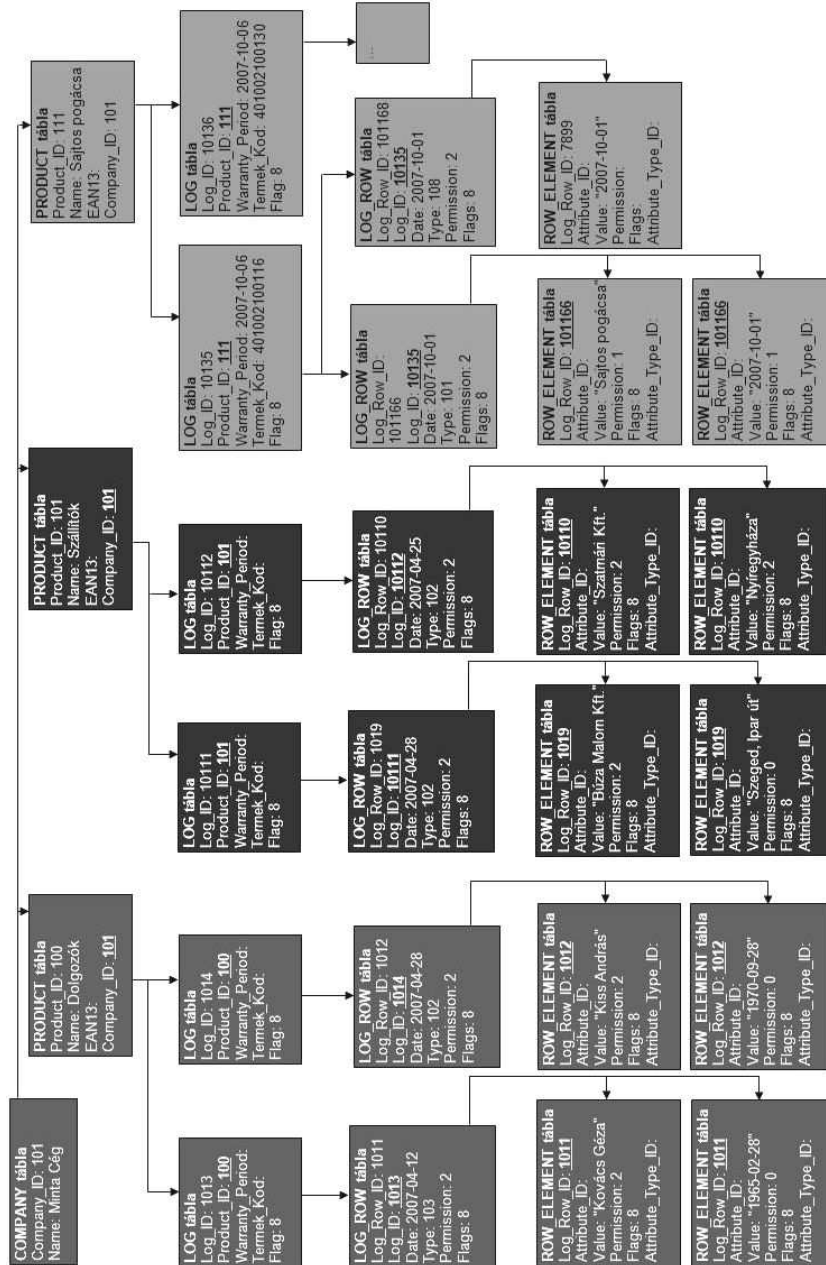 COMPANY tábla
Company_ID: 101
Name: Minta Cég
PRODUCT tábla
Product_ID: 100
Name: Dolgozók
EAN13:
Company_ID: 101
PRODUCT tábla
Product_ID: 101
Name: Szállítók
EAN13:
Company_ID: 101
PRODUCT tábla
Product_ID: 111
Name: Sajtos pogácsa
EAN13:
Company_ID: 101
LOG tábla
Log_ID: 1013
Product_ID: 100
Warranty_Period:
Termek_Kod:
Flag: 8
LOG tábla
Log_ID: 1014
Product_ID: 100
Warranty_Period:
Termek_Kod:
Flag: 8
LOG tábla
Log_ID: 10111
Product_ID: 101
Warranty_Period:
Termek_Kod:
Flag: 8
LOG tábla
Log_ID: 10112
Product_ID: 101
Warranty_Period:
Termek_Kod:
Flag: 8
LOG tábla
Log_ID: 10135
Product_ID: 111
Warranty_Period: 2007-10-06
Termek_Kod: 401002100116
Flag: 8
LOG tábla
Log_ID: 10136
Product_ID: 111
Warranty_Period: 2007-10-06
Termek_Kod: 401002100130
Flag: 8
LOG_ROW tábla
Log_Row_ID: 1011
Log_ID: 1013
Date: 2007-04-12
Type: 103
Permission: 2
Flags: 8
LOG_ROW tábla
Log_Row_ID: 1012
Log_ID: 1014
Date: 2007-04-28
Type: 102
Permission: 2
Flags: 8
LOG_ROW tábla
Log_Row_ID: 1019
Log_ID: 10111
Date: 2007-04-28
Type: 102
Permission: 2
Flags: 8
LOG_ROW tábla
Log_Row_ID: 10110
Log_ID: 10112
Date: 2007-04-25
Type: 102
Permission: 2
Flags: 8
LOG_ROW tábla
Log_Row_ID:
101166
Log_ID: 10135
Date: 2007-10-01
Type: 101
Permission: 2
Flags: 8
LOG_ROW tábla
Log_Row_ID: 101168
Log_ID: 10135
Date: 2007-10-01
Type: 108
Permission: 2
Flags: 8
...
ROW_ELEMENT tábla
Log_Row_ID: 1011
Attribute_ID:
Value: "Kovács Géza"
Permission: 2
Flags: 8
Attribute_Type_ID:
ROW_ELEMENT tábla
Log_Row_ID: 1012
Attribute_ID:
Value: "Kiss András"
Permission: 2
Flags: 8
Attribute_Type_ID:
ROW_ELEMENT tábla
Log_Row_ID: 1019
Attribute_ID:
Value: "Búza Malom Kft."
Permission: 2
Flags: 8
Attribute_Type_ID:
ROW_ELEMENT tábla
Log_Row_ID: 10110
Attribute_ID:
Value: "Szatmári Kft."
Permission: 2
Flags: 8
Attribute_Type_ID:
ROW_ELEMENT tábla
Log_Row_ID: 101166
Attribute_ID:
Value: "Sajtos pogácsa"
Permission: 1
Flags: 8
Attribute_Type_ID:
ROW_ELEMENT tábla
Log_Row_ID: 7899
Attribute_ID:
Value: "2007-10-01"
Permission:
Flags:
Attribute_Type_ID:
ROW_ELEMENT tábla
Log_Row_ID: 1011
Attribute_ID:
Value: "1965-02-28"
Permission: 0
Flags: 8
Attribute_Type_ID:
ROW_ELEMENT tábla
Log_Row_ID: 1012
Attribute_ID:
Value: "1970-09-28"
Permission: 0
Flags: 8
Attribute_Type_ID:
ROW_ELEMENT tábla
Log_Row_ID: 1019
Attribute_ID:
Value: "Szeged, Ipar út"
Permission: 0
Flags: 8
Attribute_Type_ID:
ROW_ELEMENT tábla
Log_Row_ID: 10110
Attribute_ID:
Value: "Nyíregyháza"
Permission: 2
Flags: 8
Attribute_Type_ID:
ROW_ELEMENT tábla
Log_Row_ID: 101166
Attribute_ID:
Value: "2007-10-01"
Permission: 1
Flags: 8
Attribute_Type_ID: